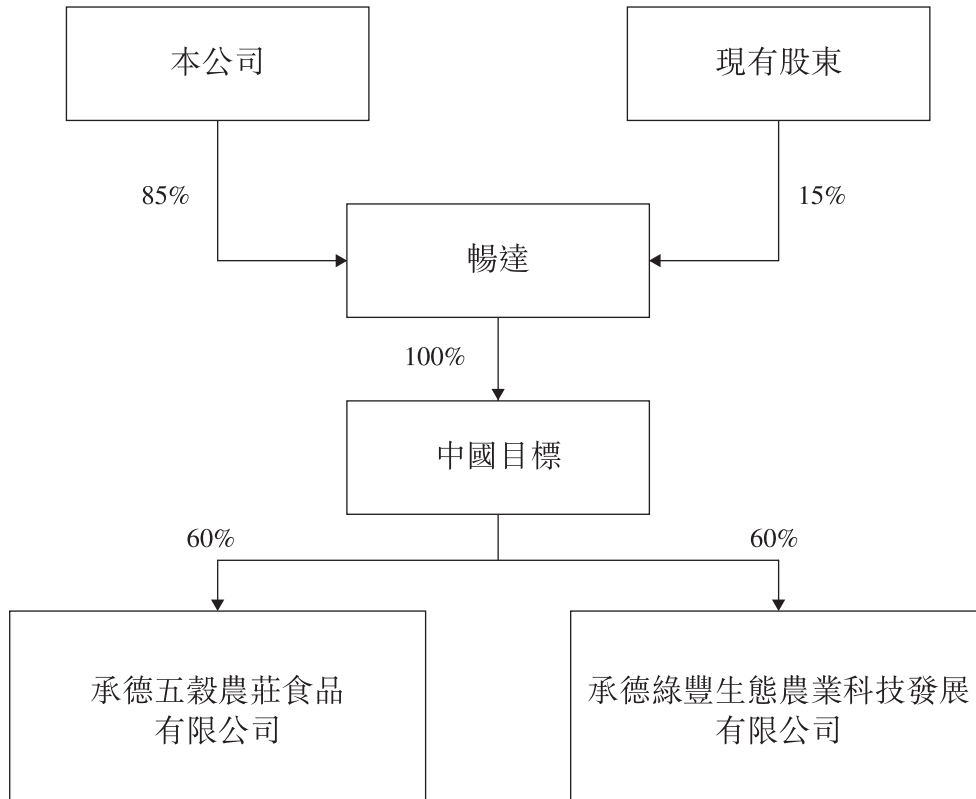 本公司
現有股東
85%
15%
暢達
100%
中國目標
60%
60%
承德五穀農莊食品
有限公司
承德綠豐生態農業科技發展
有限公司